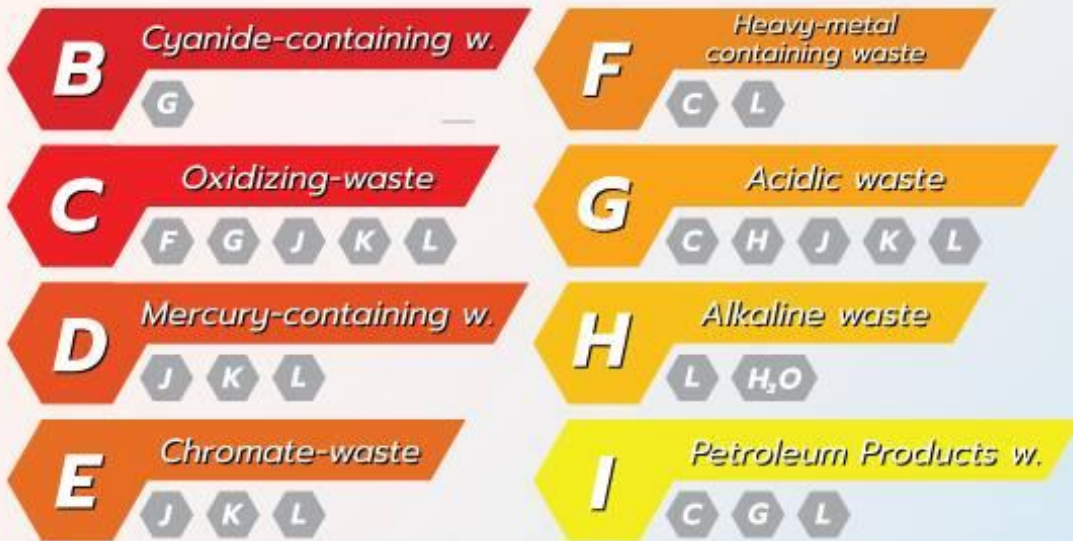 B
Cyanide-containing w.
G
C
Oxidizing-waste
F G J K L
D
Mercury-containing w.
J K L
E
Chromate-waste
J K L
F
Heavy-metal
containing waste
C L
G
Acidic waste
C H J K L
H
Alkaline waste
L H₂O
I
Petroleum Products w.
C G L